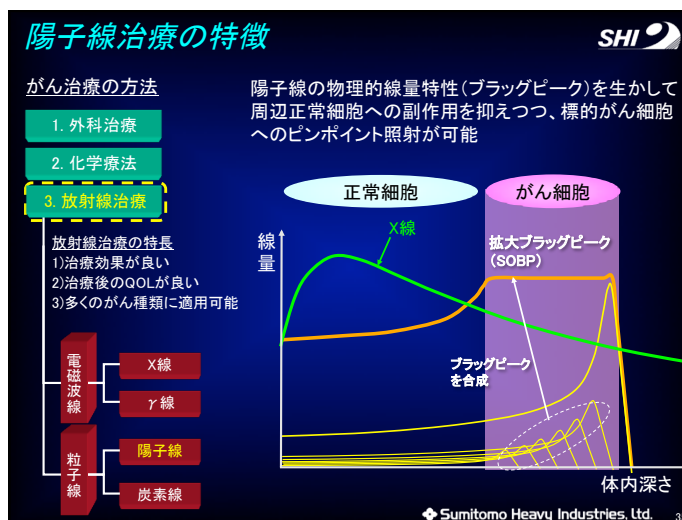 陽子線治療の特徴
SHI
がん治療の方法
1. 外科治療
2. 化学療法
3. 放射線治療
放射線治療の特長
1)治療効果が良い
2)治療後のQOLが良い
3)多くのがん種類に適用可能
電磁波線
X線
γ線
粒子線
陽子線
炭素線
陽子線の物理的線量特性(ブラッグピーク)を生かして
周辺正常細胞への副作用を抑えつつ、標的がん細胞
へのピンポイント照射が可能
正常細胞
がん細胞
線量
X線
拡大ブラッグピーク
(SOBP)
ブラッグピーク
を合成
体内深さ
Sumitomo Heavy Industries, Ltd.
3